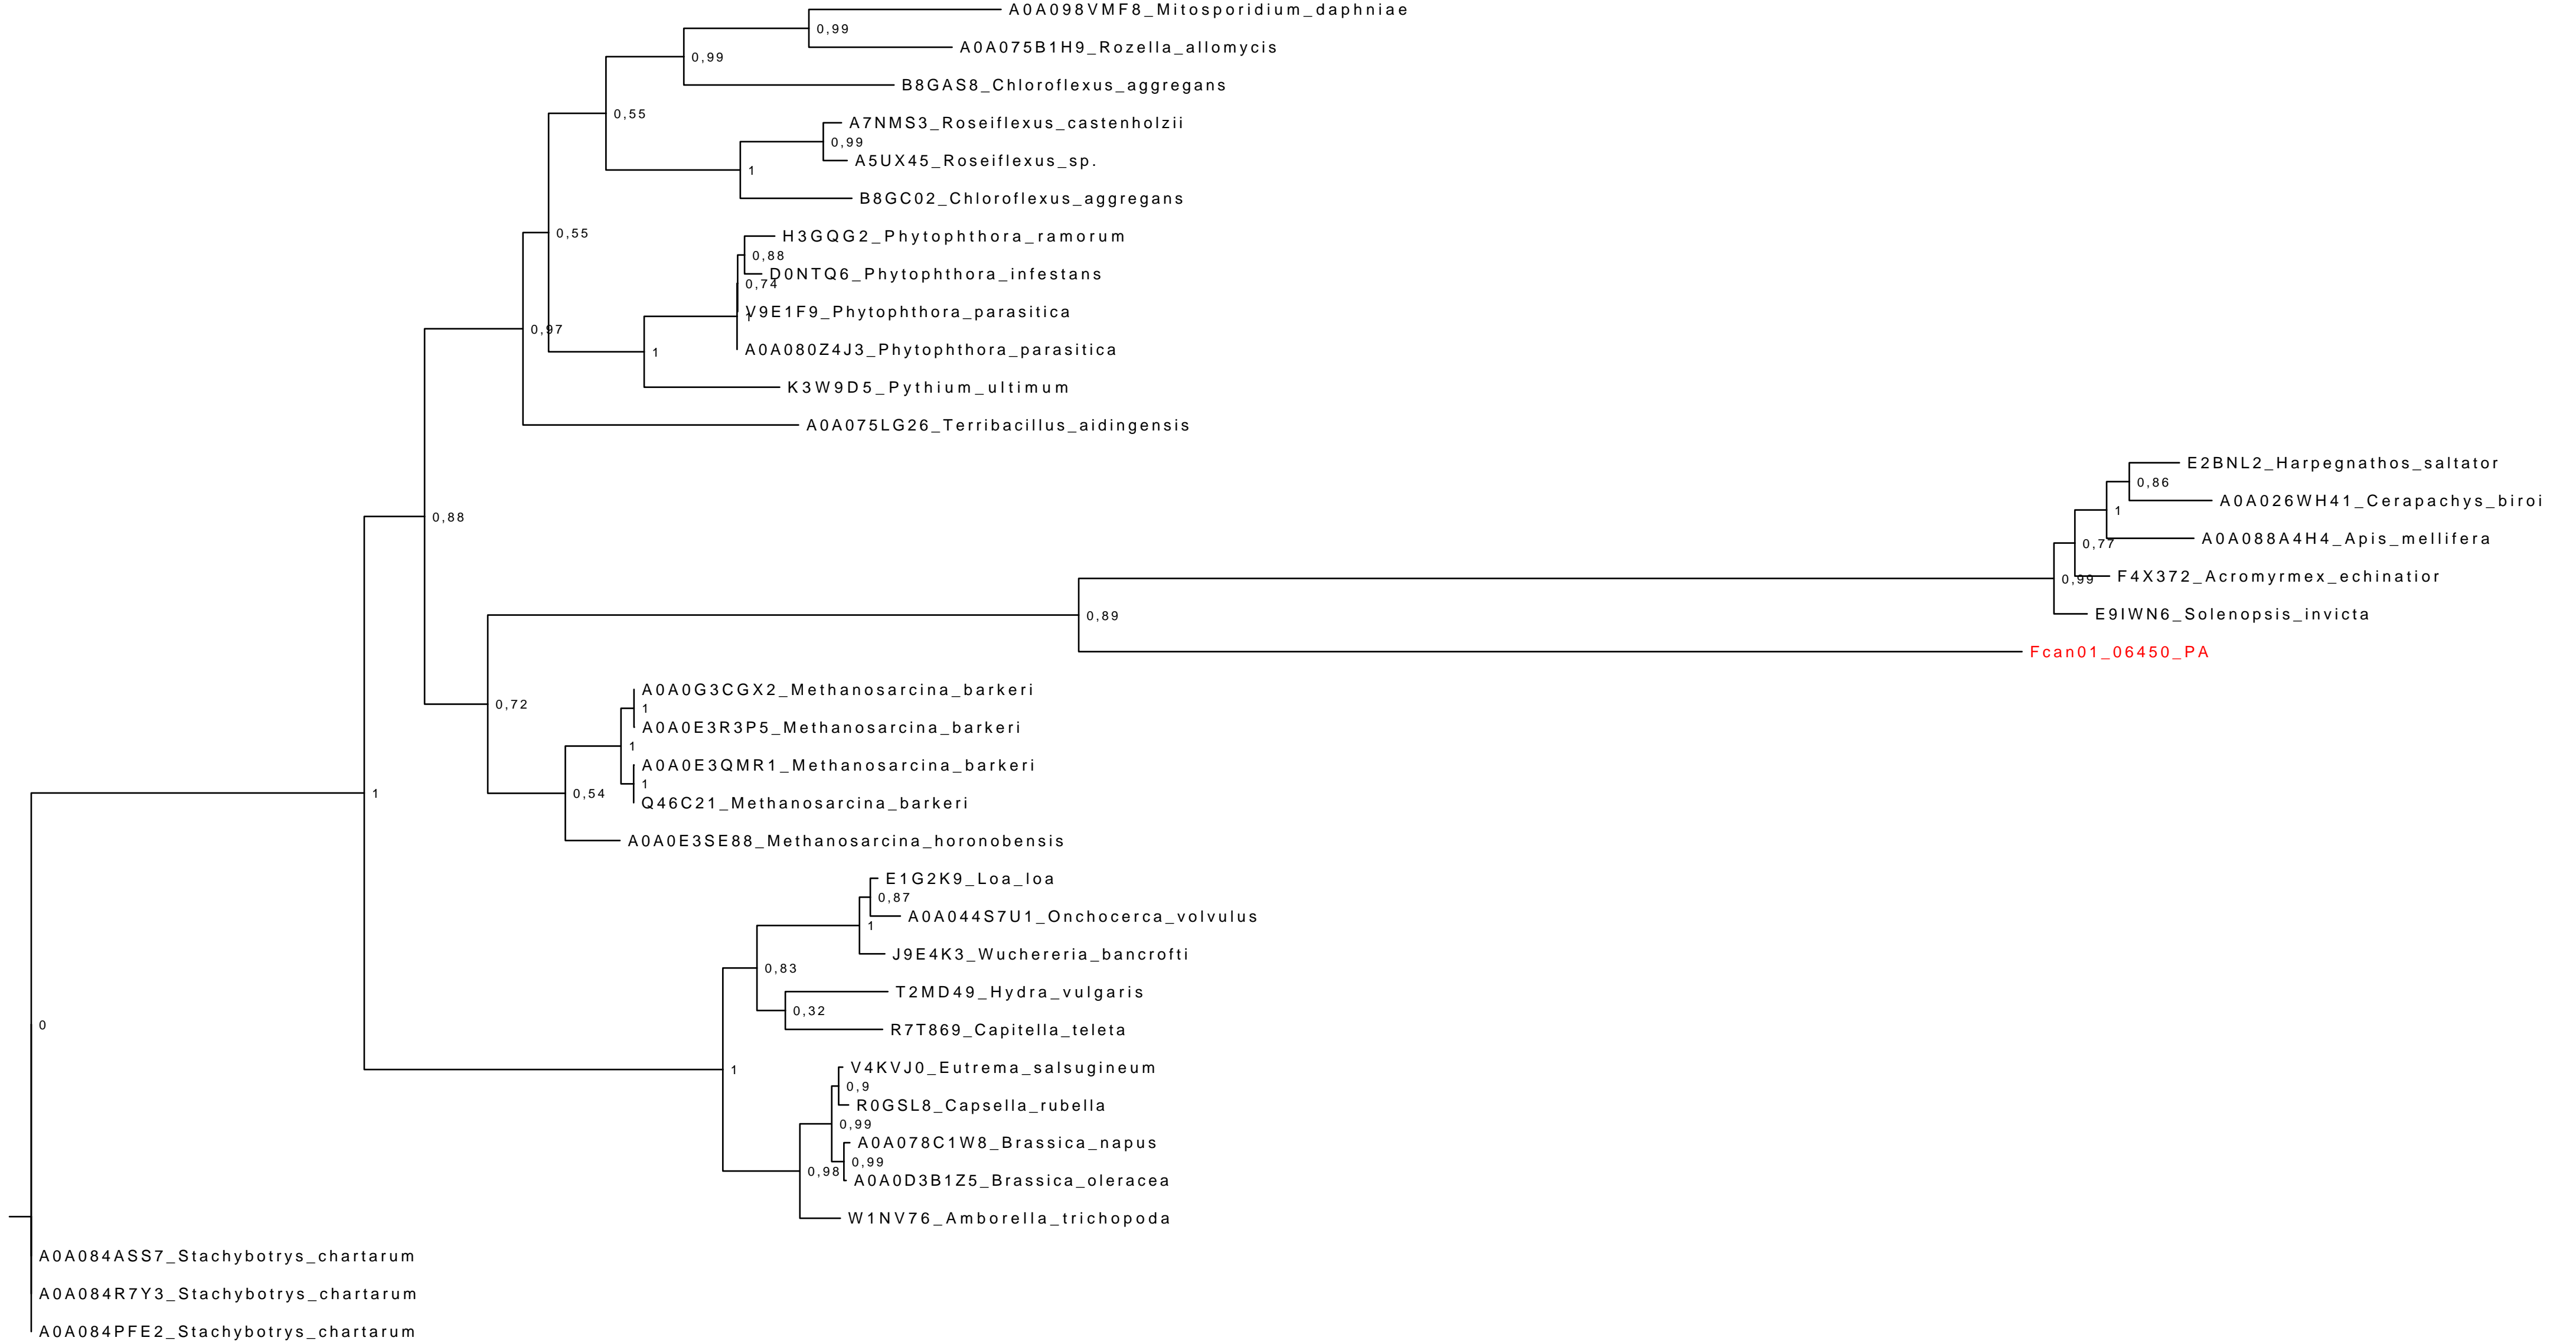 A0A098VMF8_Mitosporidium_daphniae
0,99
A0A075B1H9_Rozella_allomycis
0,99
B8GAS8_Chloroflexus_aggregans
0,55
A7NMS3_Roseiflexus_castenholzii
0,99
A5UX45_Roseiflexus_sp.
1
B8GC02_Chloroflexus_aggregans
0,55
H3GQG2_Phytophthora_ramorum
0,88
D0NTQ6_Phytophthora_infestans
0,74
V9E1F9_Phytophthora_parasitica
1
0,97
A0A080Z4J3_Phytophthora_parasitica
1
K3W9D5_Pythium_ultimum
A0A075LG26_Terribacillus_aidingensis
E2BNL2_Harpegnathos_saltator
0,86
A0A026WH41_Cerapachys_biroi
1
0,88
A0A088A4H4_Apis_mellifera
0,77
F4X372_Acromyrmex_echinatior
0,99
E9IWN6_Solenopsis_invicta
0,89
Fcan01_06450_PA
A0A0G3CGX2_Methanosarcina_barkeri
0,72
1
A0A0E3R3P5_Methanosarcina_barkeri
1
A0A0E3QMR1_Methanosarcina_barkeri
1
0,54
1
Q46C21_Methanosarcina_barkeri
A0A0E3SE88_Methanosarcina_horonobensis
E1G2K9_Loa_loa
0,87
A0A044S7U1_Onchocerca_volvulus
1
J9E4K3_Wuchereria_bancrofti
0,83
T2MD49_Hydra_vulgaris
0,32
0
R7T869_Capitella_teleta
V4KVJ0_Eutrema_salsugineum
1
0,9
R0GSL8_Capsella_rubella
0,99
A0A078C1W8_Brassica_napus
0,99
0,98
A0A0D3B1Z5_Brassica_oleracea
W1NV76_Amborella_trichopoda
A0A084ASS7_Stachybotrys_chartarum
A0A084R7Y3_Stachybotrys_chartarum
A0A084PFE2_Stachybotrys_chartarum